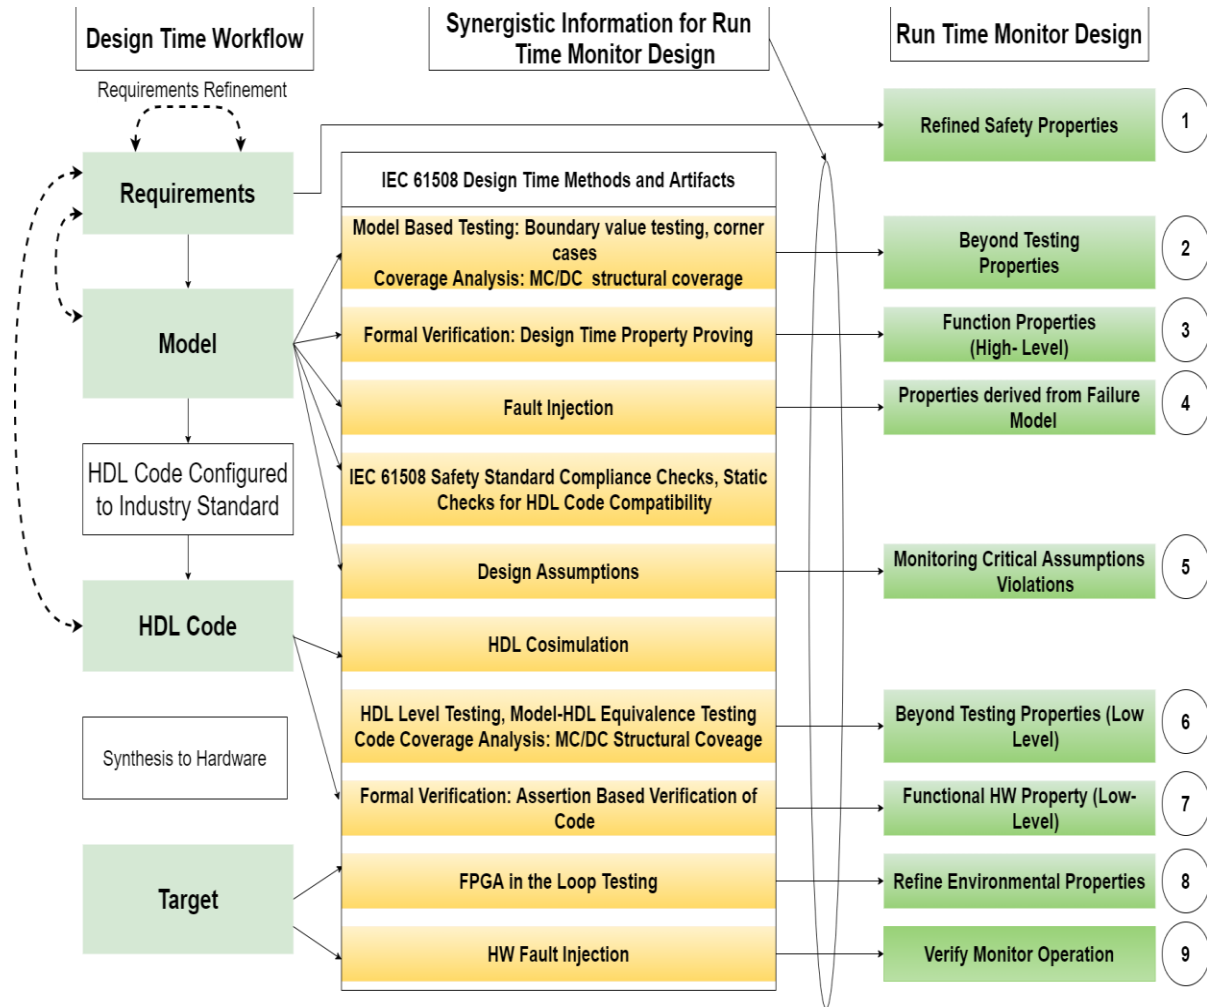 Design Time Workflow
Synergistic Information for Run
Time Monitor Design
Run Time Monitor Design
Requirements Refinement
Requirements
Model
HDL Code Configured
to Industry Standard
HDL Code
Synthesis to Hardware
Target
IEC 61508 Design Time Methods and Artifacts
Model Based Testing: Boundary value testing, corner
cases
Coverage Analysis: MC/DC structural coverage
Formal Verification: Design Time Property Proving
Fault Injection
IEC 61508 Safety Standard Compliance Checks, Static
Checks for HDL Code Compatibility
Design Assumptions
HDL Cosimulation
HDL Level Testing, Model-HDL Equivalence Testing
Code Coverage Analysis: MC/DC Structural Coveage
Formal Verification: Assertion Based Verification of
Code
FPGA in the Loop Testing
HW Fault Injection
Refined Safety Properties
1
Beyond Testing
Properties
2
Function Properties
(High- Level)
3
Properties derived from Failure
Model
4
Monitoring Critical Assumptions
Violations
5
Beyond Testing Properties (Low
Level)
6
Functional HW Property (Low-
Level)
7
Refine Environmental Properties
8
Verify Monitor Operation
9